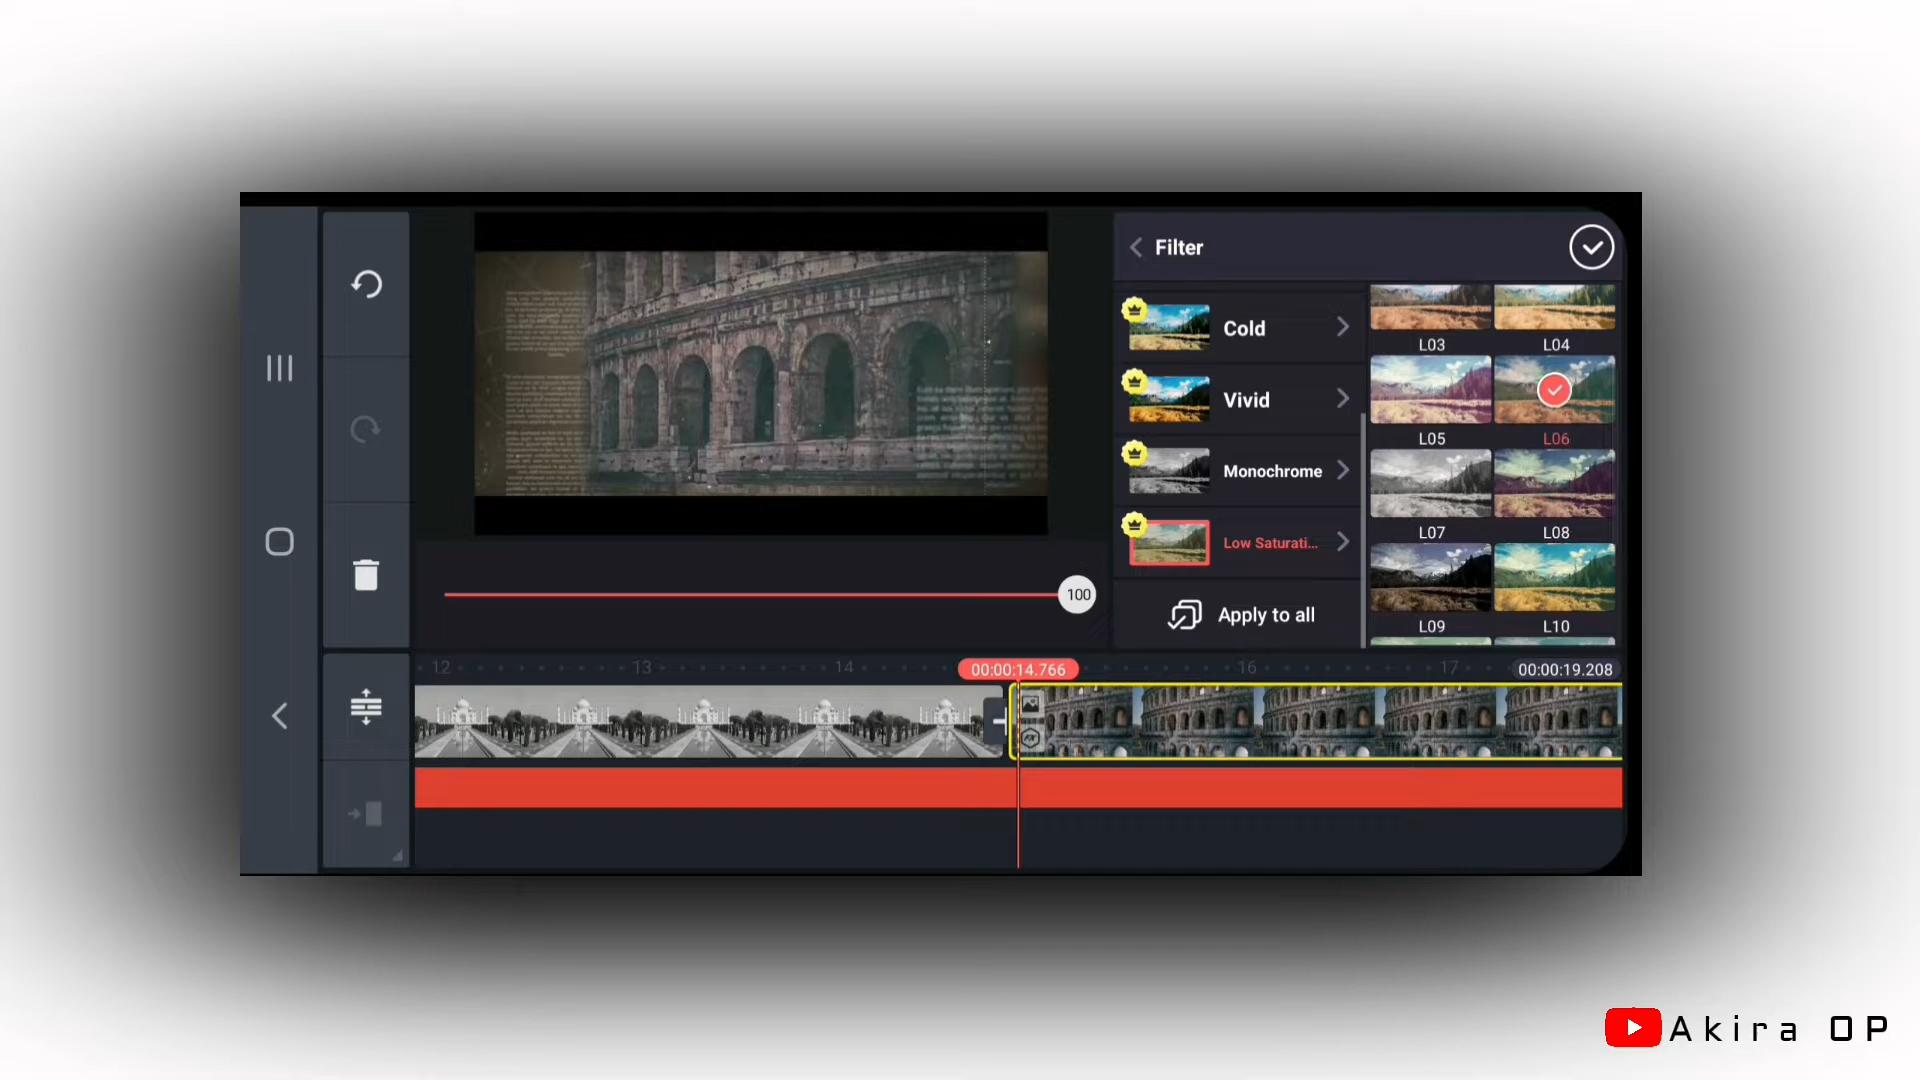 Filter
Cold
Vivid
Monochrome
Low Saturati...
Apply to all
L03
L04
L05
L06
L07
L08
L09
L10
100
12
13
14
00:00:14.766
16
17
00:00:19.208
Akira OP